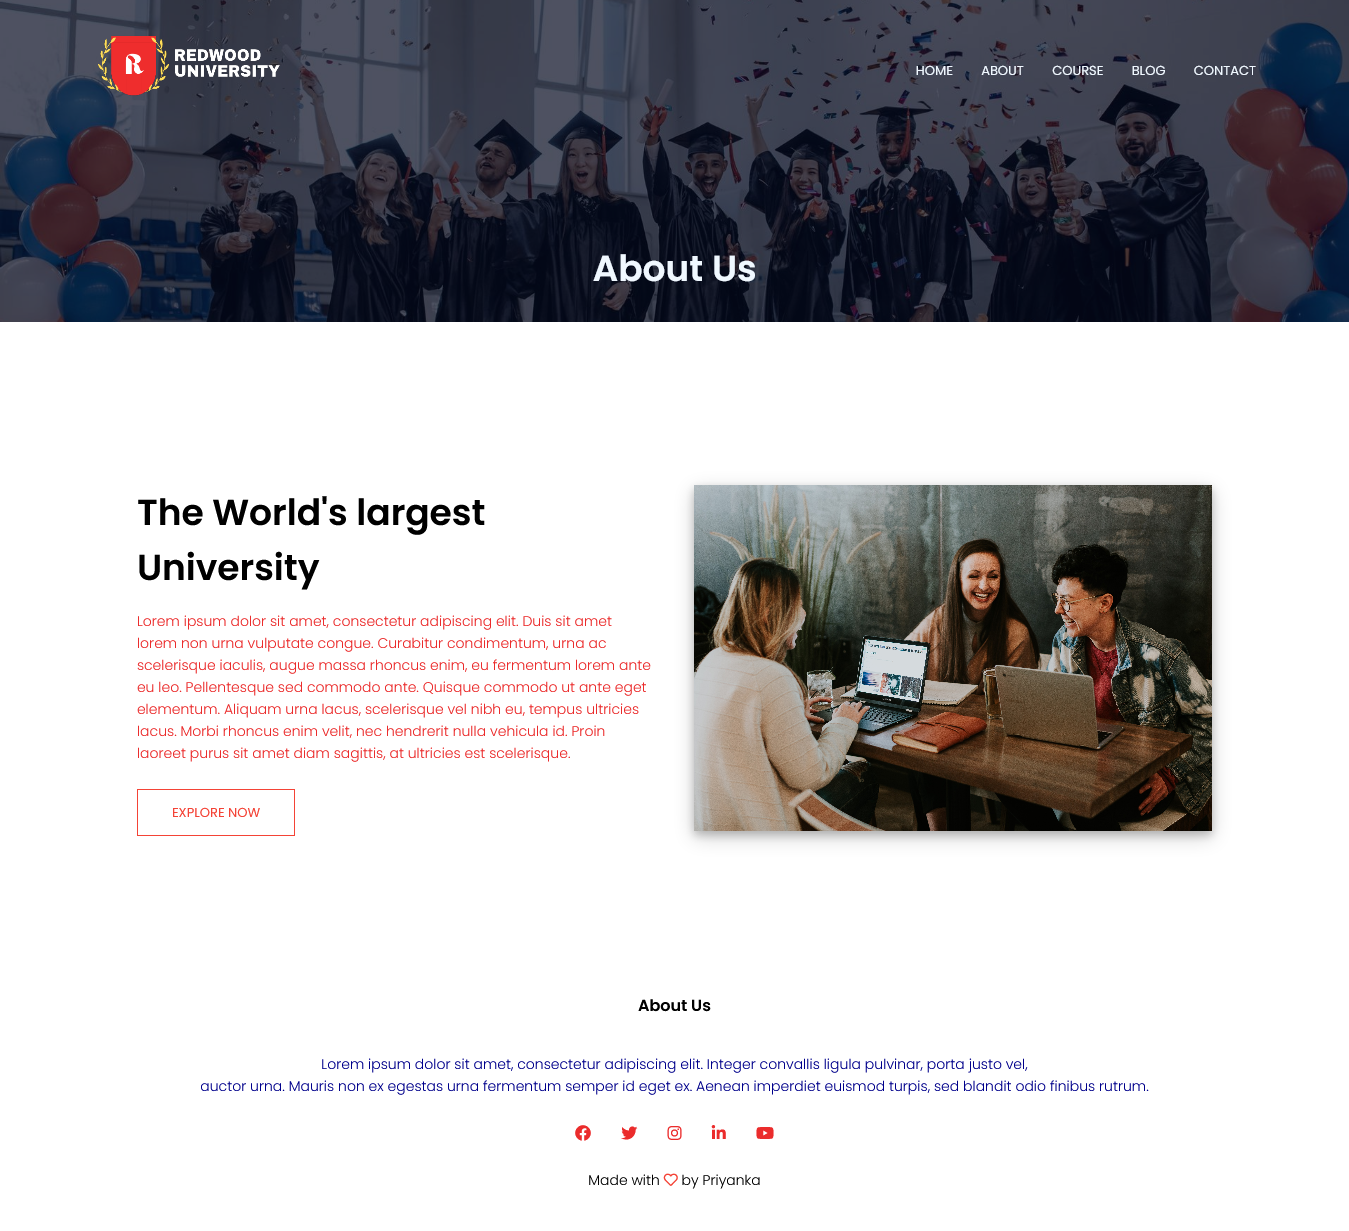 R
REDWOOD
UNIVERSITY
HOME ABOUT COURSE BLOG CONTACT
About Us
The World's largest
University
Lorem ipsum dolor sit amet, consectetur adipiscing elit. Duis sit amet
lorem non urna vulputate congue. Curabitur condimentum, urna ac
scelerisque iaculis, augue massa rhoncus enim, eu fermentum lorem ante
eu leo. Pellentesque sed commodo ante. Quisque commodo ut ante eget
elementum. Aliquam urna lacus, scelerisque vel nibh eu, tempus ultricies
lacus. Morbi rhoncus enim velit, nec hendrerit nulla vehicula id. Proin
laoreet purus sit amet diam sagittis, at ultricies est scelerisque.
EXPLORE NOW
About Us
Lorem ipsum dolor sit amet, consectetur adipiscing elit. Integer convallis ligula pulvinar, porta justo vel,
auctor urna. Mauris non ex egestas urna fermentum semper id eget ex. Aenean imperdiet euismod turpis, sed blandit odio finibus rutrum.
Made with ♡ by Priyanka